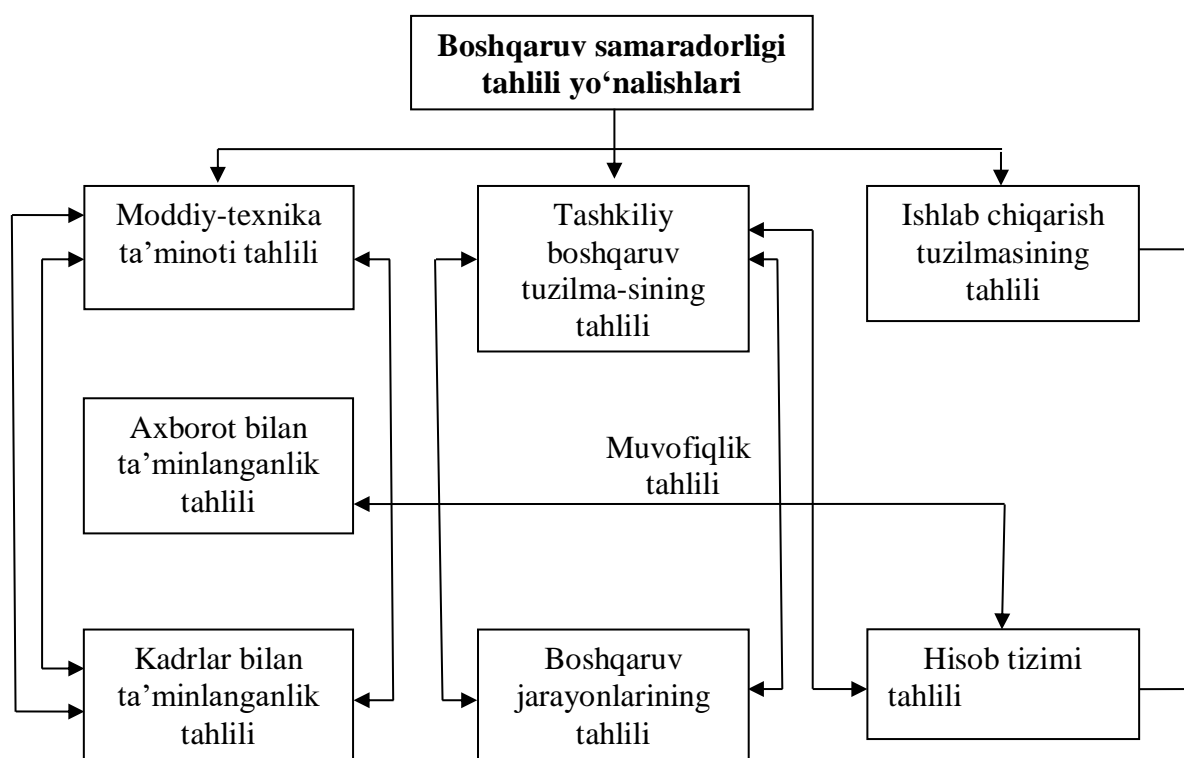 Boshqaruv samaradorligi
tahlili yo‘nalishlari
Moddiy-texnika
ta’minoti tahlili
Tashkiliy
boshqaruv
tuzilma-sining
tahlili
Ishlab chiqarish
tuzilmasining
tahlili
Axborot bilan
ta’minlanganlik
tahlili
Muvofiqlik
tahlili
Kadrlar bilan
ta’minlanganlik
tahlili
Boshqaruv
jarayonlarining
tahlili
Hisob tizimi
tahlili